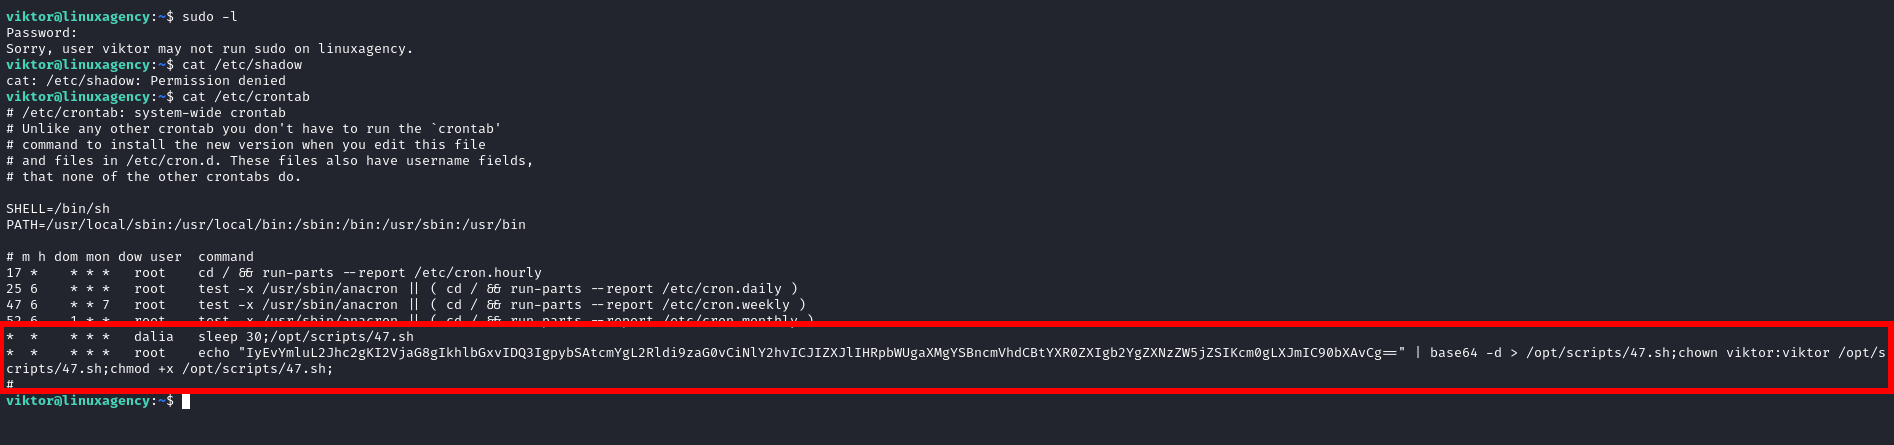 viktor@linuxagency:~$ sudo -l
Password:
Sorry, user viktor may not run sudo on linuxagency.
viktor@linuxagency:~$ cat /etc/shadow
cat: /etc/shadow: Permission denied
viktor@linuxagency:~$ cat /etc/crontab
# /etc/crontab: system-wide crontab
# Unlike any other crontab you don't have to run the `crontab'
# command to install the new version when you edit this file
# and files in /etc/cron.d. These files also have username fields,
# that none of the other crontabs do.
SHELL=/bin/sh
PATH=/usr/local/sbin:/usr/local/bin:/sbin:/bin:/usr/sbin:/usr/bin
# m h dom mon dow user  command
17 *    * * *   root    cd / && run-parts --report /etc/cron.hourly
25 6    * * *   root    test -x /usr/sbin/anacron || ( cd / && run-parts --report /etc/cron.daily )
47 6    * * 7   root    test -x /usr/sbin/anacron || ( cd / && run-parts --report /etc/cron.weekly )
52 6    1 * *   root    test -x /usr/sbin/anacron || ( cd / && run-parts --report /etc/cron.monthly )
*  *    * * *   dalia   sleep 30;/opt/scripts/47.sh
*  *    * * *   root    echo "IyEvYmluL2Jhc2gKI2VjaG8gIkhlbGxvIDQ3IgpybSAtcmYgL2Rldi9zaG0vCiNlY2hvICJIZXJlIHRpbWUgaXMgYSBncmVhdCBtYXR0ZXIgb2YgZXNzZW5jZSIKcm0gLXJmIC90bXAvCg==" | base64 -d > /opt/scripts/47.sh;chown viktor:viktor /opt/s
cripts/47.sh;chmod +x /opt/scripts/47.sh;
#
viktor@linuxagency:~$